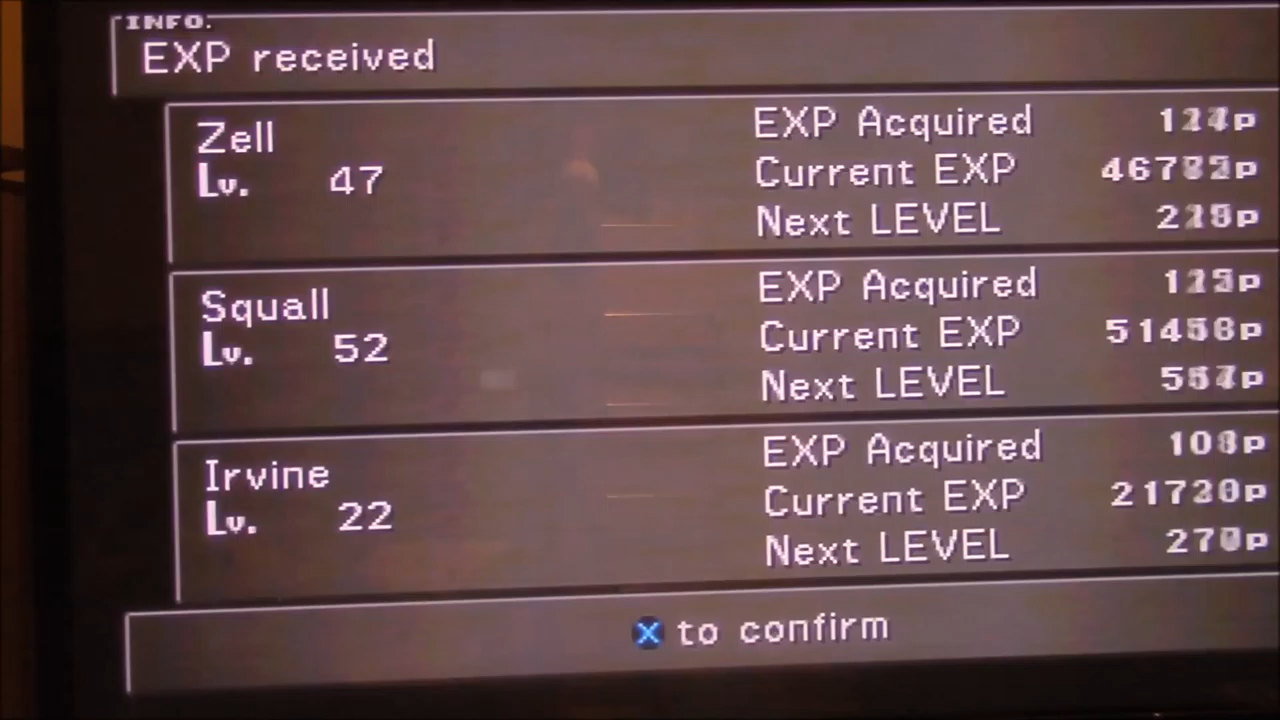 INFO.
EXP received
Zell
Lv. 47
EXP Acquired
Current EXP
Next LEVEL
Squall
Lv. 52
EXP Acquired
Current EXP
Next LEVEL
Irvine
Lv. 22
EXP Acquired
Current EXP
Next LEVEL
X to confirm